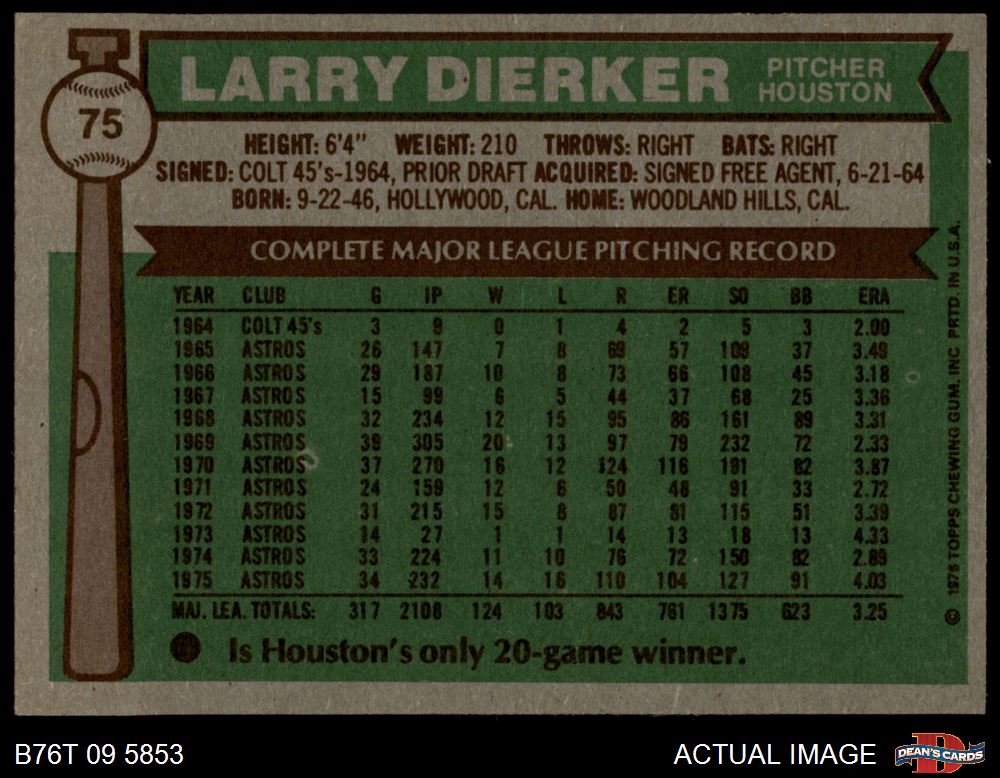 LARRY DIERKER
PITCHER
HOUSTON
75
HEIGHT: 6'4" WEIGHT: 210 THROWS: RIGHT BATS: RIGHT
SIGNED: COLT 45's-1964, PRIOR DRAFT ACQUIRED: SIGNED FREE AGENT, 6-21-64
BORN: 9-22-46, HOLLYWOOD, CAL. HOME: WOODLAND HILLS, CAL.
COMPLETE MAJOR LEAGUE PITCHING RECORD
YEAR CLUB G IP W L R ER SO BB ERA
1964 COLT 45's 3 9 0 1 4 2 5 3 2.00
1965 ASTROS 26 147 7 8 69 57 109 37 3.49
1966 ASTROS 29 187 10 8 73 66 108 45 3.18
1967 ASTROS 15 99 6 5 44 37 68 25 3.36
1968 ASTROS 32 234 12 15 95 86 161 89 3.31
1969 ASTROS 39 305 20 13 97 79 232 72 2.33
1970 ASTROS 37 270 16 12 124 116 191 82 3.87
1971 ASTROS 24 159 12 6 50 48 91 33 2.72
1972 ASTROS 31 215 15 8 87 81 115 51 3.39
1973 ASTROS 14 27 1 1 14 13 18 13 4.33
1974 ASTROS 33 224 11 10 76 72 150 82 2.89
1975 ASTROS 34 232 14 16 110 104 127 91 4.03
MAJ. LEA. TOTALS: 317 2108 124 103 843 761 1375 623 3.25
Is Houston's only 20-game winner.
© 1976 TOPPS CHEWING GUM, INC PRTD. IN U.S.A.
B76T 09 5853
ACTUAL IMAGE
DEAN'S CARDS